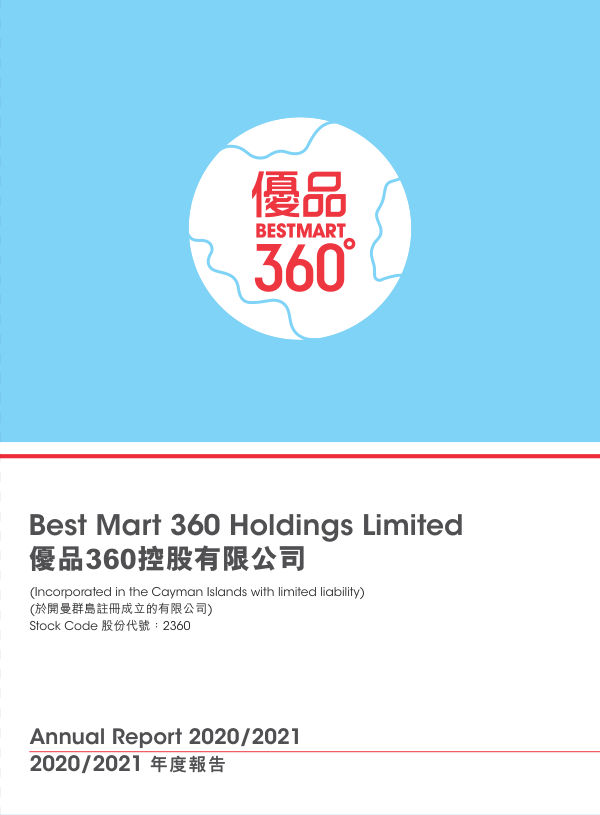 優品
BESTMART
360°
Best Mart 360 Holdings Limited
優品360控股有限公司
(Incorporated in the Cayman Islands with limited liability)
(於開曼群島註冊成立的有限公司)
Stock Code 股份代號：2360
Annual Report 2020/2021
2020/2021 年度報告